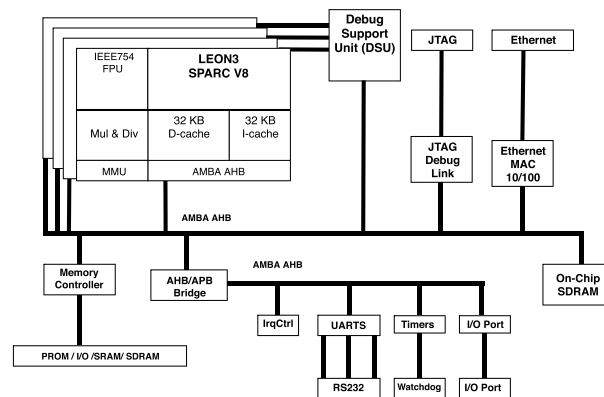 Debug
Support
Unit (DSU)
JTAG
Ethernet
IEEE754
FPU
LEON3
SPARC V8
Mul & Div
32 KB
D-cache
32 KB
I-cache
MMU
AMBA AHB
JTAG
Debug
Link
Ethernet
MAC
10/100
AMBA AHB
Memory
Controller
AHB/APB
Bridge
AMBA AHB
On-Chip
SDRAM
IrqCtrl
UARTS
Timers
I/O Port
PROM / I/O /SRAM/ SDRAM
RS232
Watchdog
I/O Port